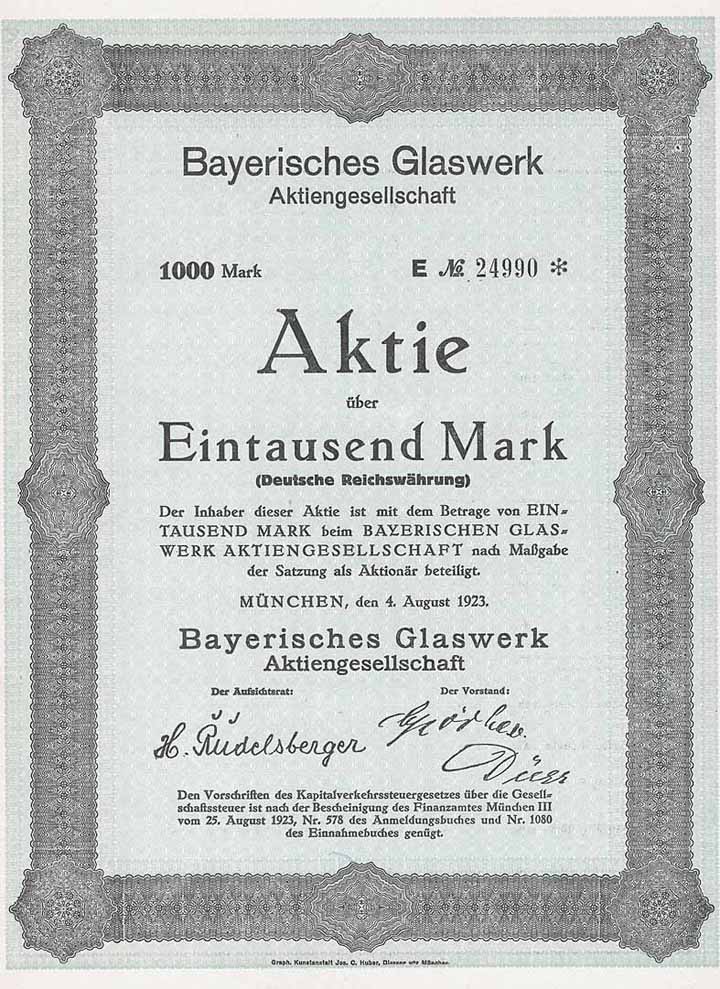 Bayerisches Glaswerk
Aktiengesellschaft
1000 Mark E № 24990 *
Aktie
über
Eintausend Mark
(Deutsche Reichswährung)
Der Inhaber dieser Aktie ist mit dem Betrage von EIN=
TAUSEND MARK beim BAYERISCHEN GLAS=
WERK AKTIENGESELLSCHAFT nach Maßgabe
der Satzung als Aktionär beteiligt.
MÜNCHEN, den 4. August 1923.
Bayerisches Glaswerk
Aktiengesellschaft
Der Aufsichtsrat: Der Vorstand:
H. Rüdelsberger
Den Vorschriften des Kapitalverkehrssteuergesetzes über die Gesell=
schaftssteuer ist nach der Bescheinigung des Finanzamtes München III
vom 25. August 1923, Nr. 578 des Anmeldungsbuches und Nr. 1080
des Einnahmebuches genügt.
Graph. Kunstanstalt Jos. C. Huber, Diessen vor München.